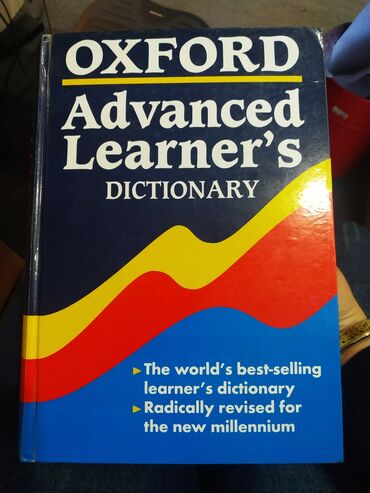 OXFORD
Advanced
Learner's
DICTIONARY
The world's best-selling
learner's dictionary
Radically revised for
the new millennium